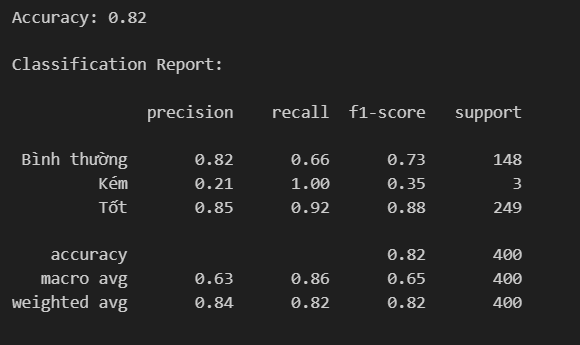 Accuracy: 0.82
Classification Report:
precision recall f1-score support
Bình thường 0.82 0.66 0.73 148
Kém 0.21 1.00 0.35 3
Tốt 0.85 0.92 0.88 249
accuracy 0.82 400
macro avg 0.63 0.86 0.65 400
weighted avg 0.84 0.82 0.82 400